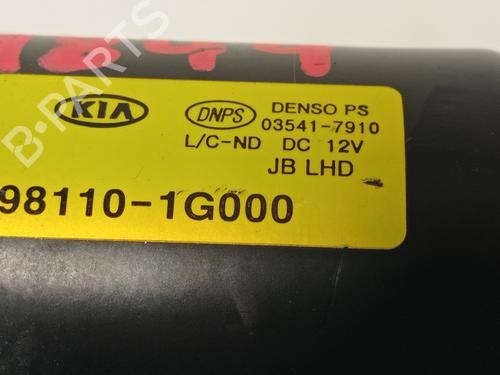 KIA
DNPS
DENSO PS
03541-7910
L/C-ND DC 12V
JB LHD
98110-1G000
B-Parts